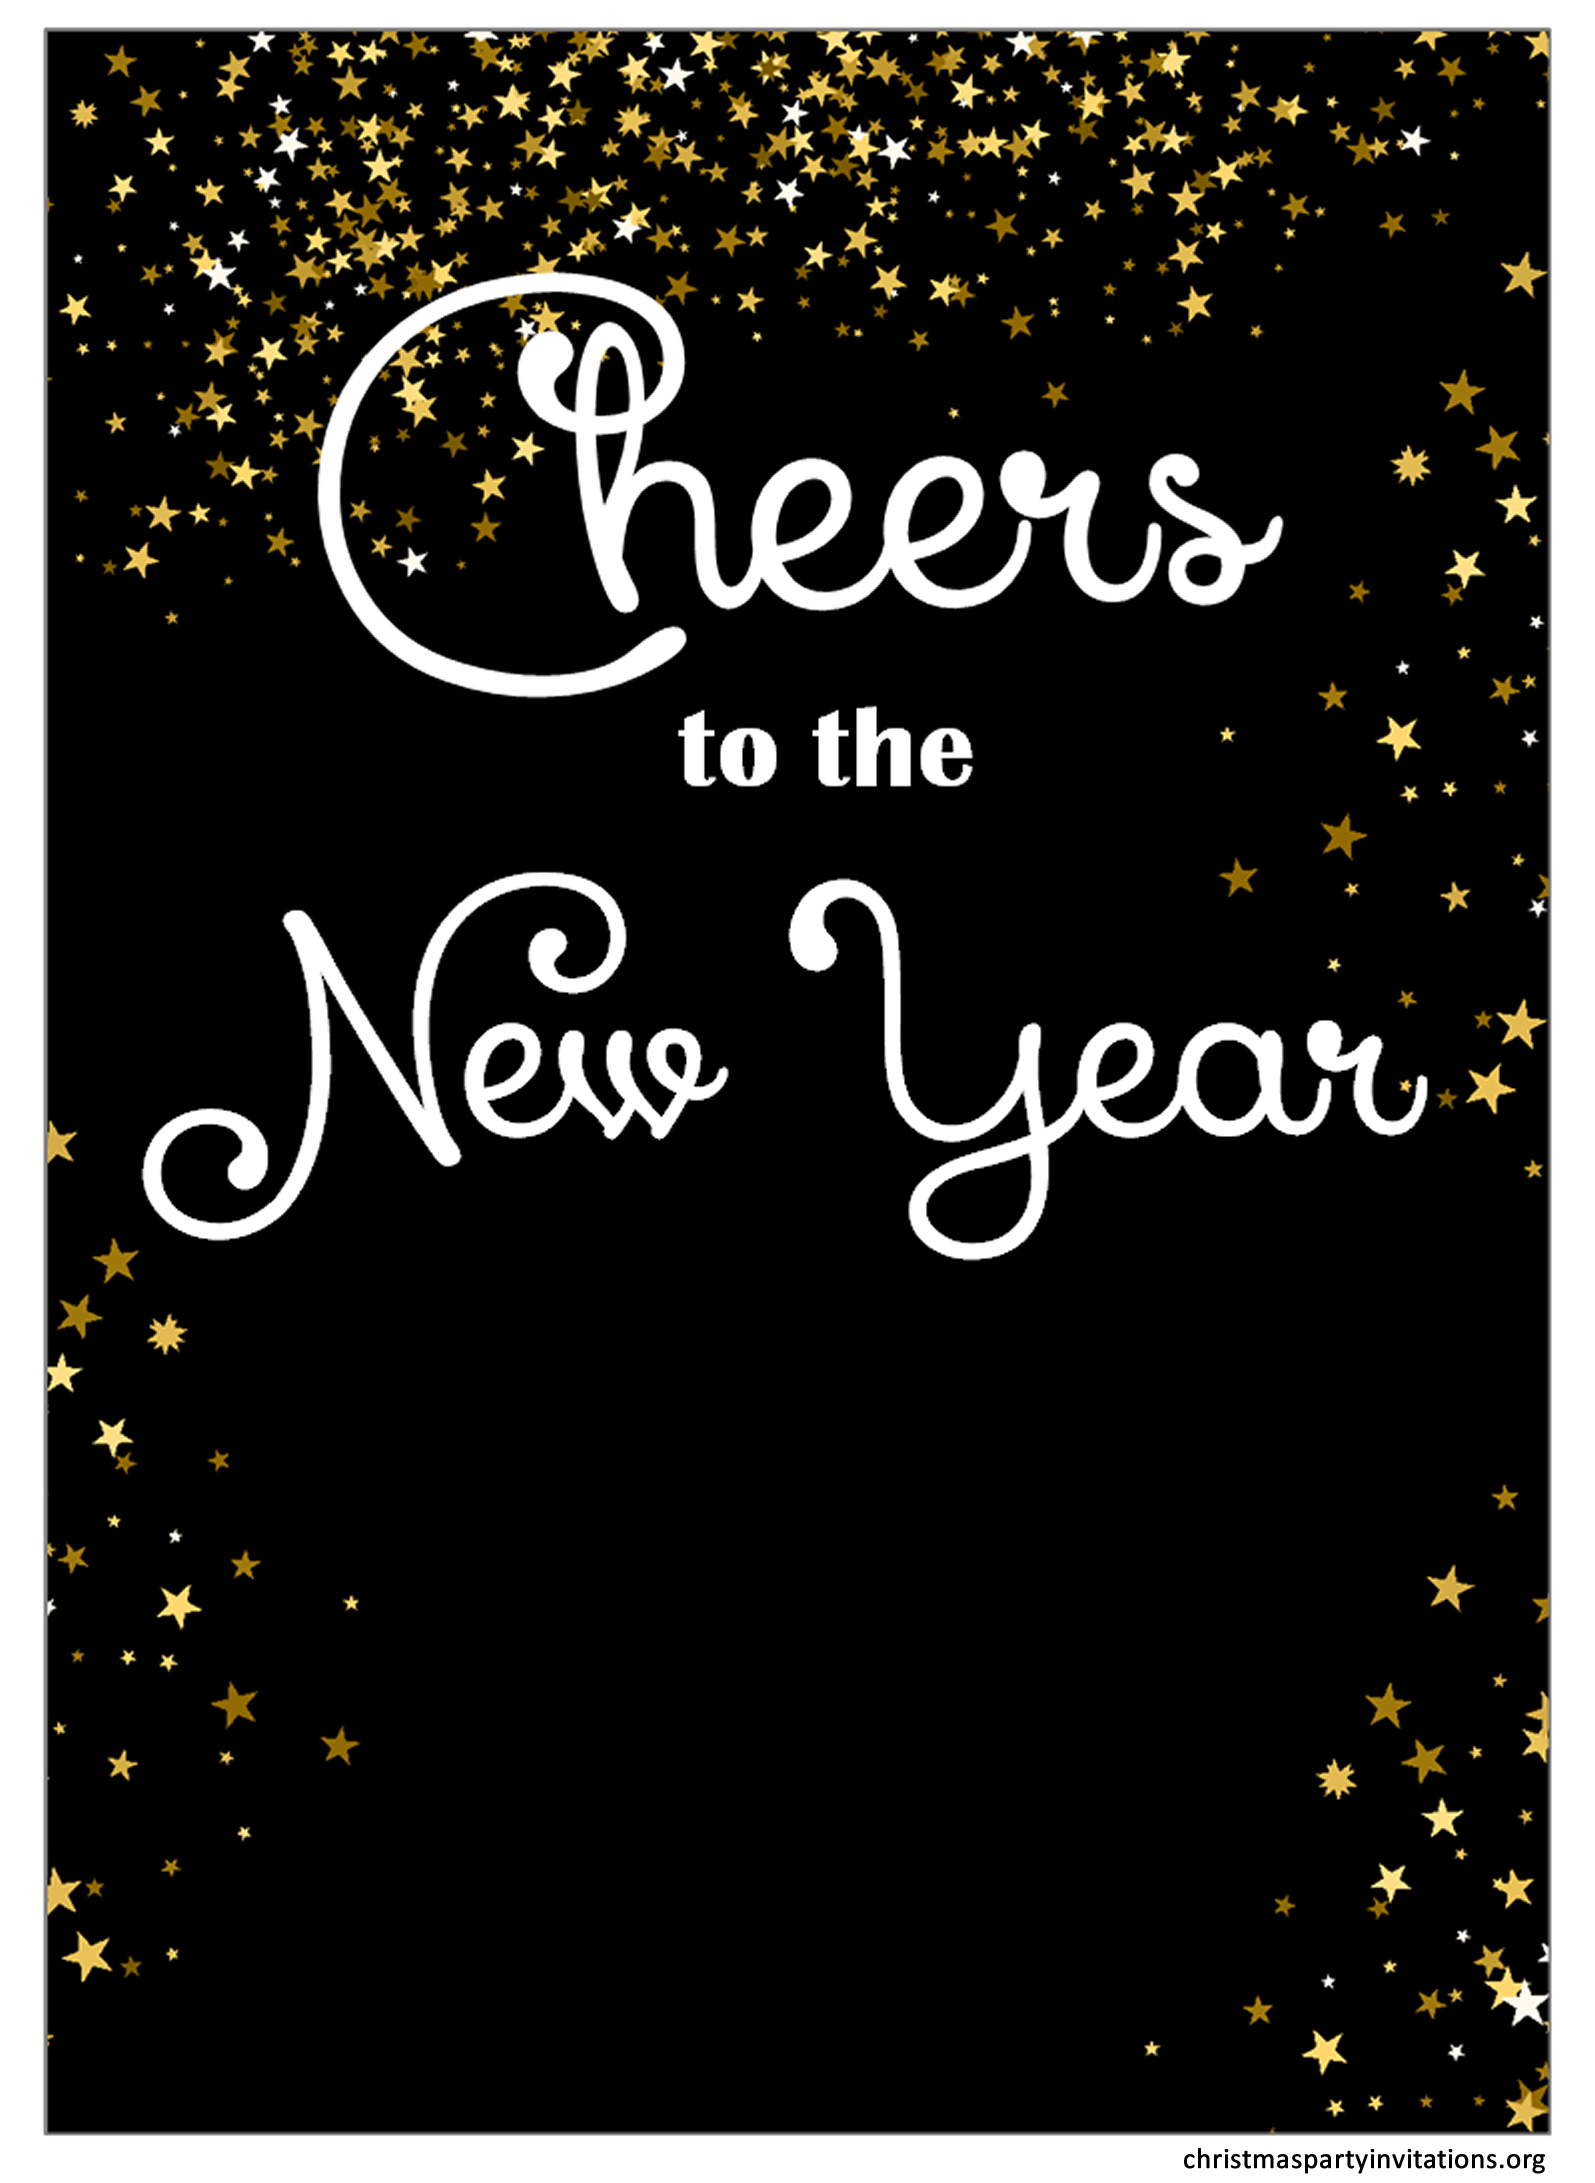 Cheers
to the
New Year
christmaspartyinvitations.org